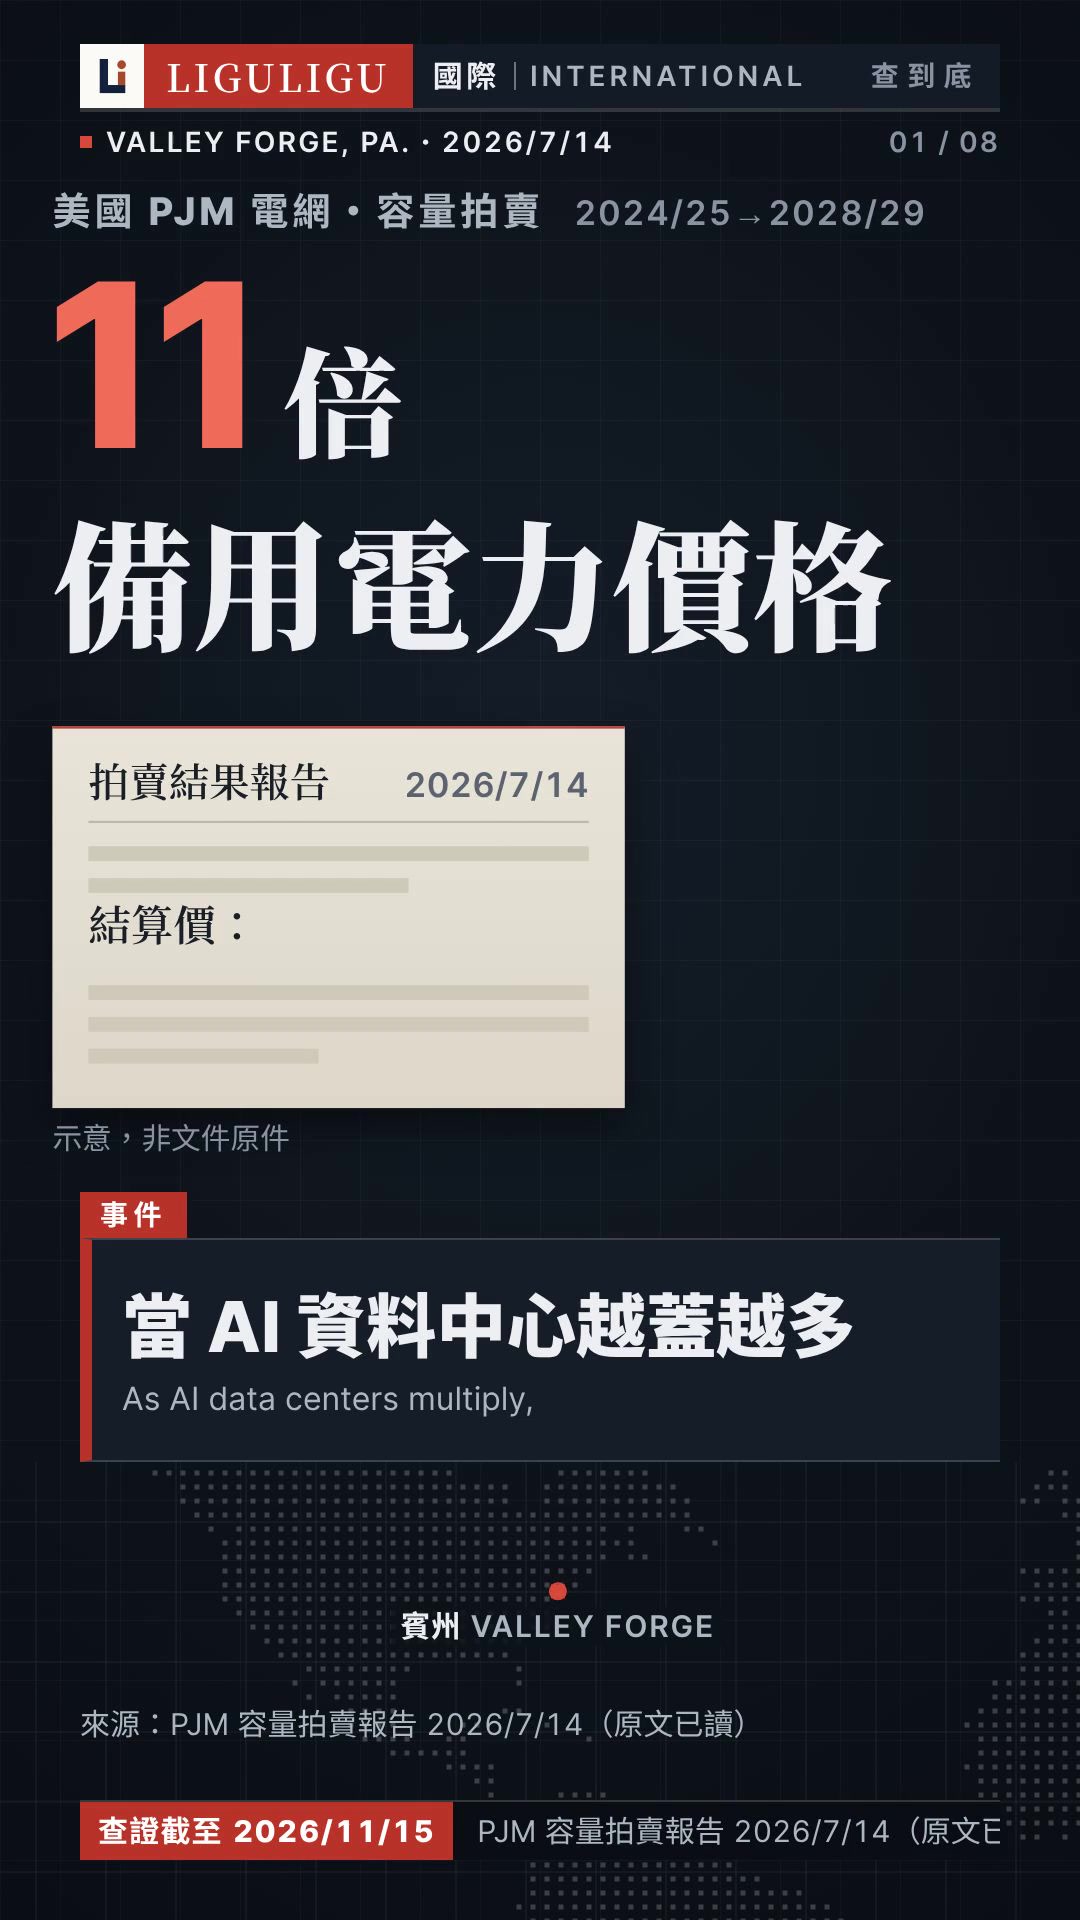 Li LIGULIGU 國際 | INTERNATIONAL 查到底
VALLEY FORGE, PA. · 2026/7/14 01 / 08
美國 PJM 電網・容量拍賣 2024/25→2028/29
11倍
備用電力價格
拍賣結果報告 2026/7/14
結算價：
示意，非文件原件
事件
當 AI 資料中心越蓋越多
As AI data centers multiply,
賓州 VALLEY FORGE
來源：PJM 容量拍賣報告 2026/7/14（原文已讀）
查證截至 2026/11/15 PJM 容量拍賣報告 2026/7/14（原文已